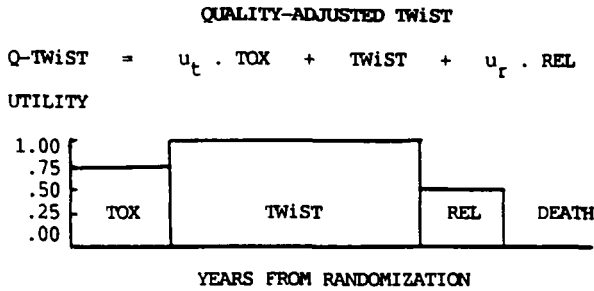 QUALITY-ADJUSTED TWiST
Q-TWiST = u_t . TOX + TWiST + u_r . REL
UTILITY
1.00
.75
.50
.25
.00
TOX TWiST REL DEATH
YEARS FROM RANDOMIZATION